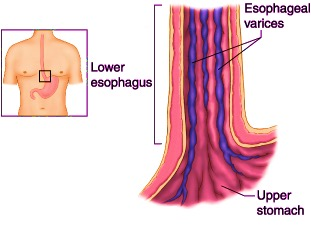 Esophageal
varices
Lower
esophagus
Upper
stomach